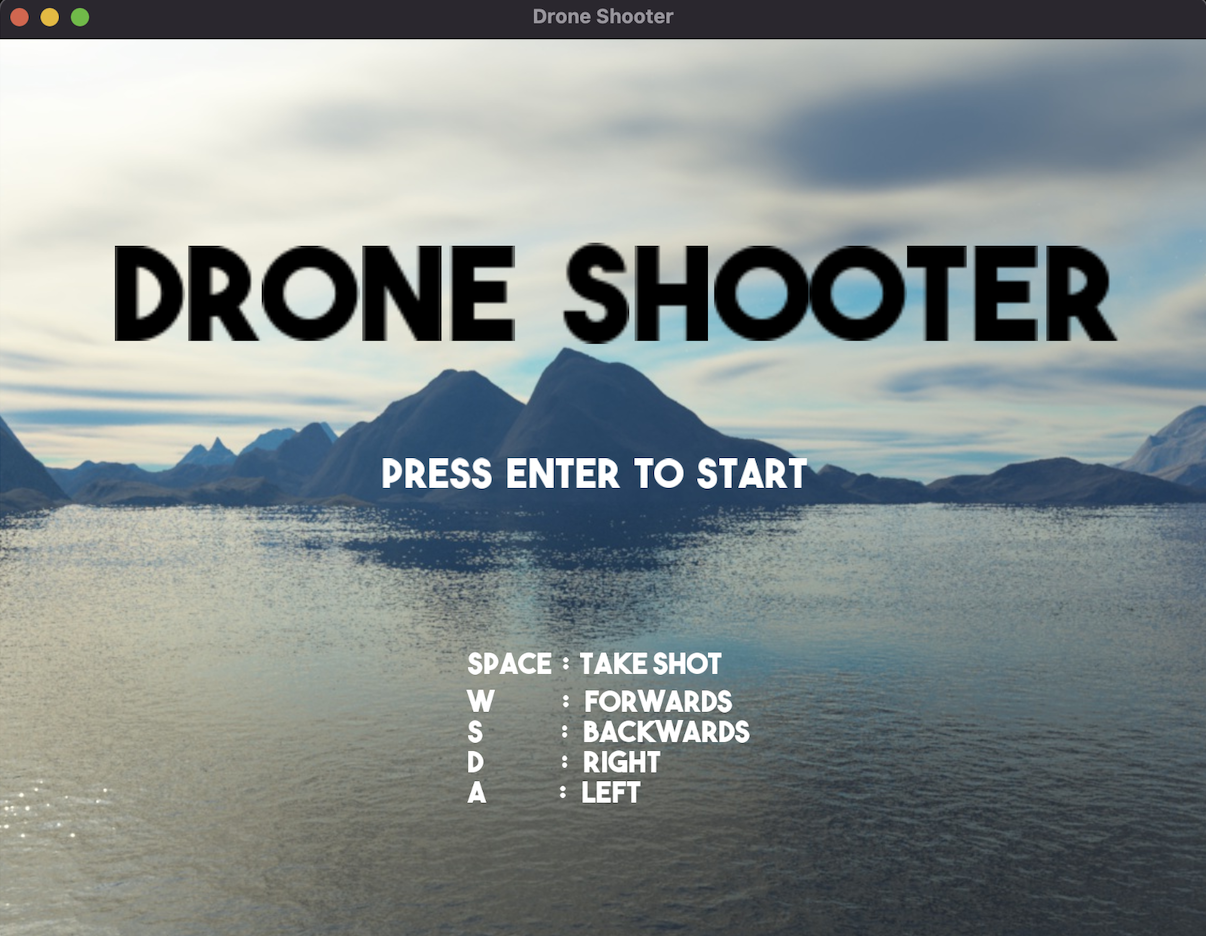 Drone Shooter
DRONE SHOOTER
PRESS ENTER TO START
SPACE : TAKE SHOT
W : FORWARDS
S : BACKWARDS
D : RIGHT
A : LEFT